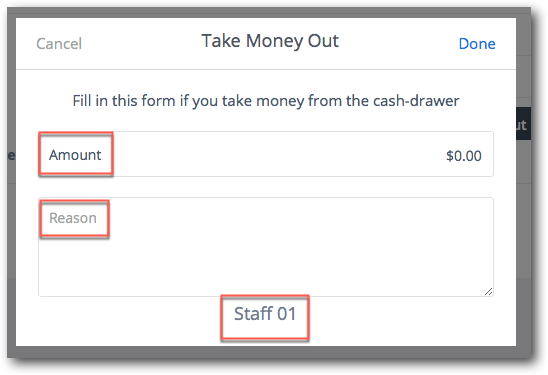 Cancel
Take Money Out
Done
Fill in this form if you take money from the cash-drawer
Amount
$0.00
Reason
Staff 01